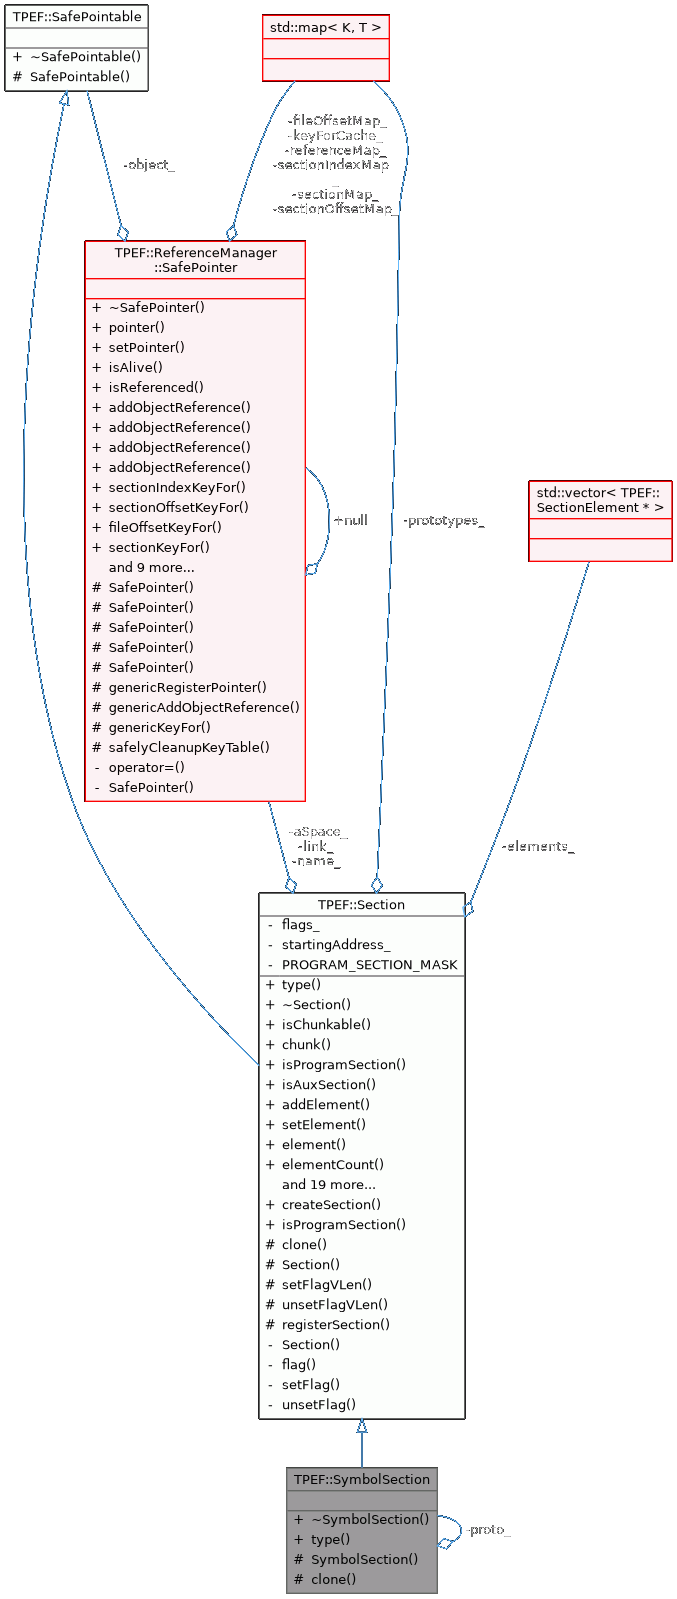 TPEF::SafePointable
+ ~SafePointable()
# SafePointable()
std::map< K, T >
-fileOffsetMap_
-keyForCache_
-referenceMap_
-sectionIndexMap
_
-sectionMap_
-sectionOffsetMap_
-object_
TPEF::ReferenceManager
::SafePointer
+ ~SafePointer()
+ pointer()
+ setPointer()
+ isAlive()
+ isReferenced()
+ addObjectReference()
+ addObjectReference()
+ addObjectReference()
+ addObjectReference()
+ sectionIndexKeyFor()
+ sectionOffsetKeyFor()
+ fileOffsetKeyFor()
+ sectionKeyFor()
and 9 more...
# SafePointer()
# SafePointer()
# SafePointer()
# SafePointer()
# SafePointer()
# genericRegisterPointer()
# genericAddObjectReference()
# genericKeyFor()
# safelyCleanupKeyTable()
- operator=()
- SafePointer()
+null
-prototypes_
std::vector< TPEF::
SectionElement * >
-aSpace_
-link_
-name_
-elements_
TPEF::Section
- flags_
- startingAddress_
- PROGRAM_SECTION_MASK
+ type()
+ ~Section()
+ isChunkable()
+ chunk()
+ isProgramSection()
+ isAuxSection()
+ addElement()
+ setElement()
+ element()
+ elementCount()
and 19 more...
+ createSection()
+ isProgramSection()
# clone()
# Section()
# setFlagVLen()
# unsetFlagVLen()
# registerSection()
- Section()
- flag()
- setFlag()
- unsetFlag()
TPEF::SymbolSection
+ ~SymbolSection()
+ type()
# SymbolSection()
# clone()
-proto_